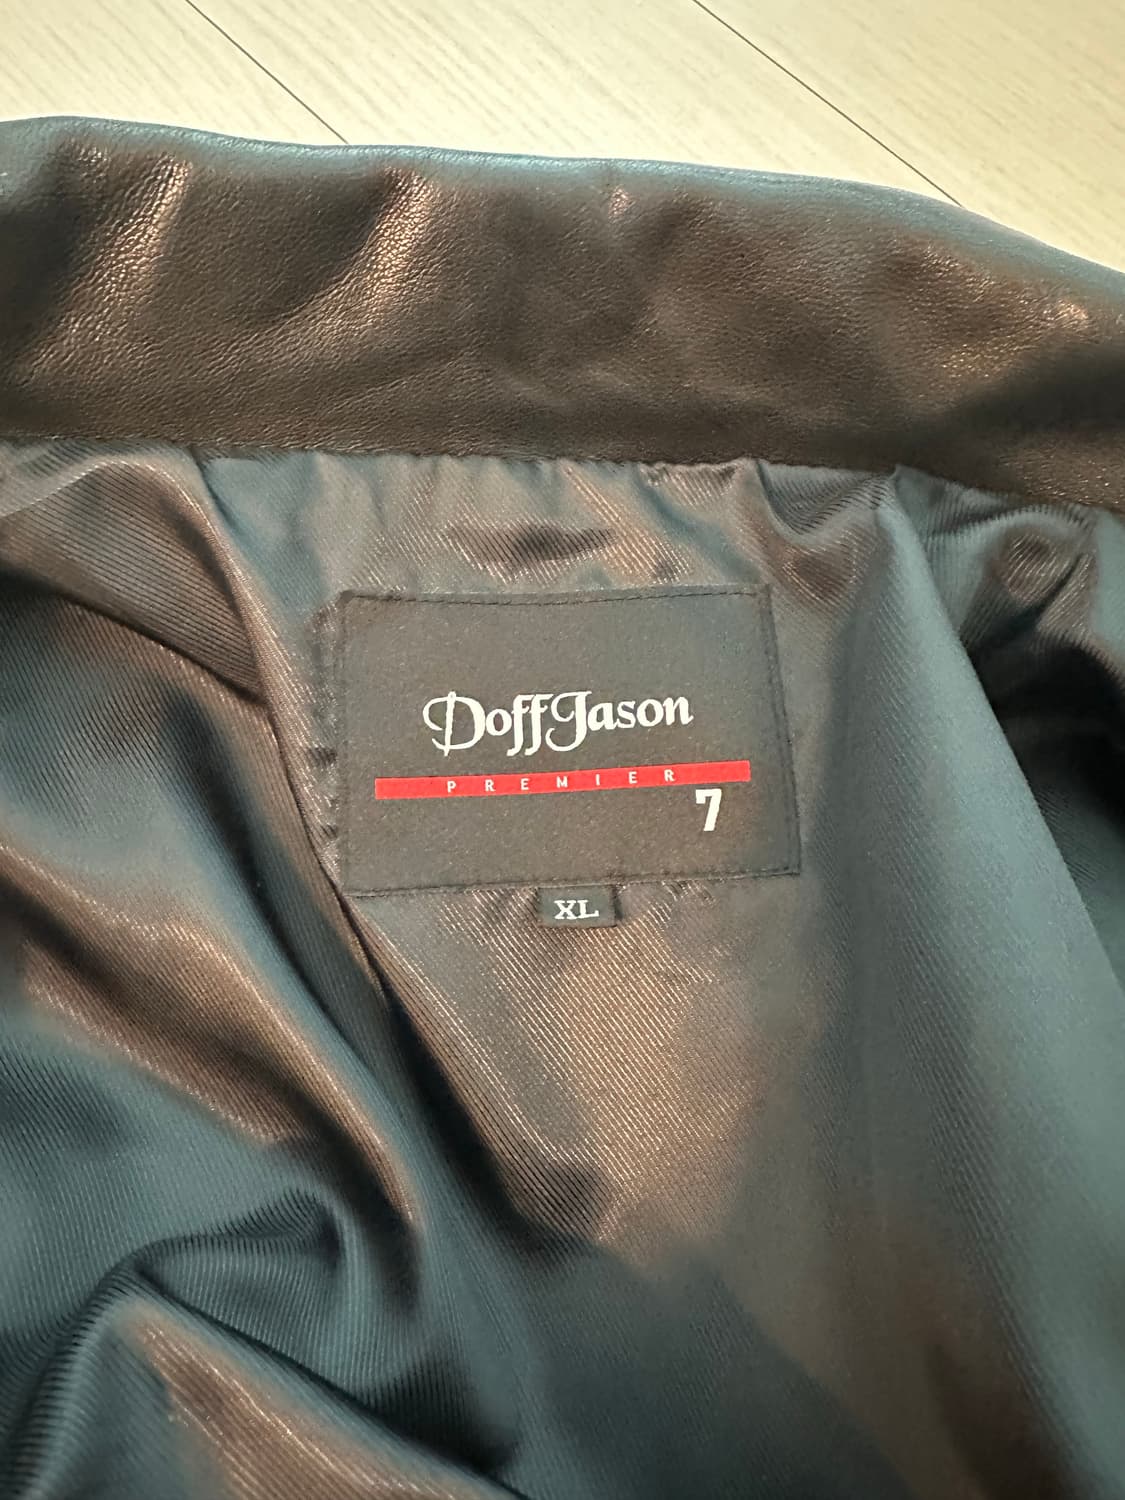 DoffJason
PREMIER
7
XL